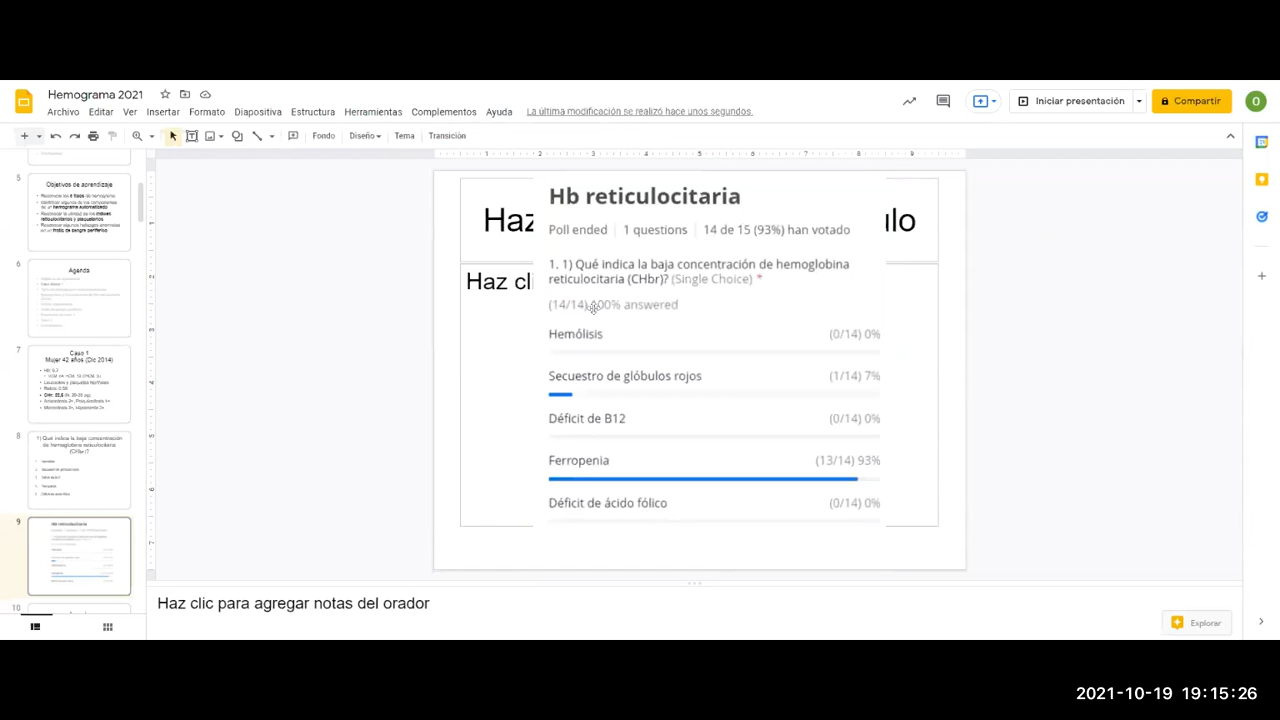 Hemograma 2021
Archivo Editar Ver Insertar Formato Diapositiva Estructura Herramientas Complementos Ayuda La última modificación se realizó hace unos segundos.
Iniciar presentación
Compartir
O
Fondo Diseño Tema Transición
5
Objetivos de aprendizaje
6
Agenda
7
Caso 1
Mujer 42 años (Dic 2014)
8
1) Qué indica la baja concentración
de hemoglobina reticulocitaria
(CHbr)?
9
Hb reticulocitaria
10
Haz
ulo
Haz cli
Hb reticulocitaria
Poll ended 1 questions 14 de 15 (93%) han votado
1. 1) Qué indica la baja concentración de hemoglobina
reticulocitaria (CHbr)? (Single Choice) *
(14/14) 100% answered
Hemólisis (0/14) 0%
Secuestro de glóbulos rojos (1/14) 7%
Déficit de B12 (0/14) 0%
Ferropenia (13/14) 93%
Déficit de ácido fólico (0/14) 0%
Haz clic para agregar notas del orador
Explorar
2021-10-19 19:15:26